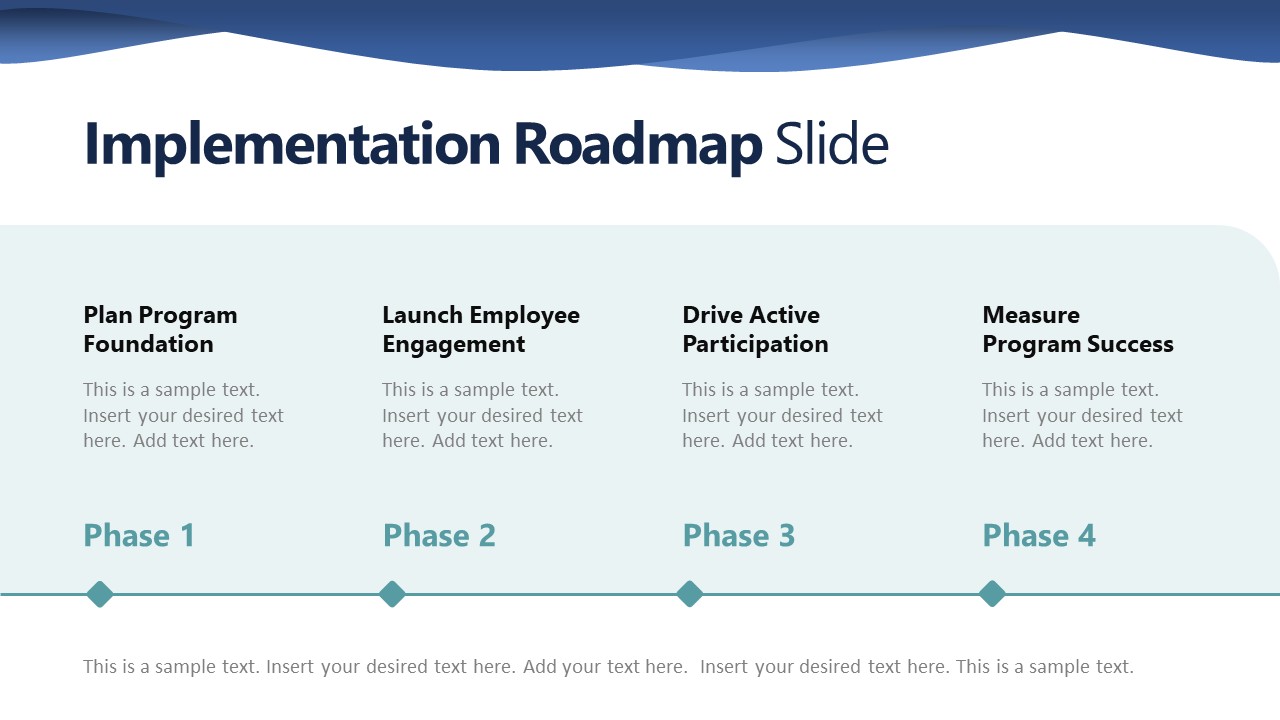 Implementation Roadmap Slide
Plan Program
Foundation
This is a sample text.
Insert your desired text
here. Add text here.
Phase 1
Launch Employee
Engagement
This is a sample text.
Insert your desired text
here. Add text here.
Phase 2
Drive Active
Participation
This is a sample text.
Insert your desired text
here. Add text here.
Phase 3
Measure
Program Success
This is a sample text.
Insert your desired text
here. Add text here.
Phase 4
This is a sample text. Insert your desired text here. Add your text here.  Insert your desired text here. This is a sample text.